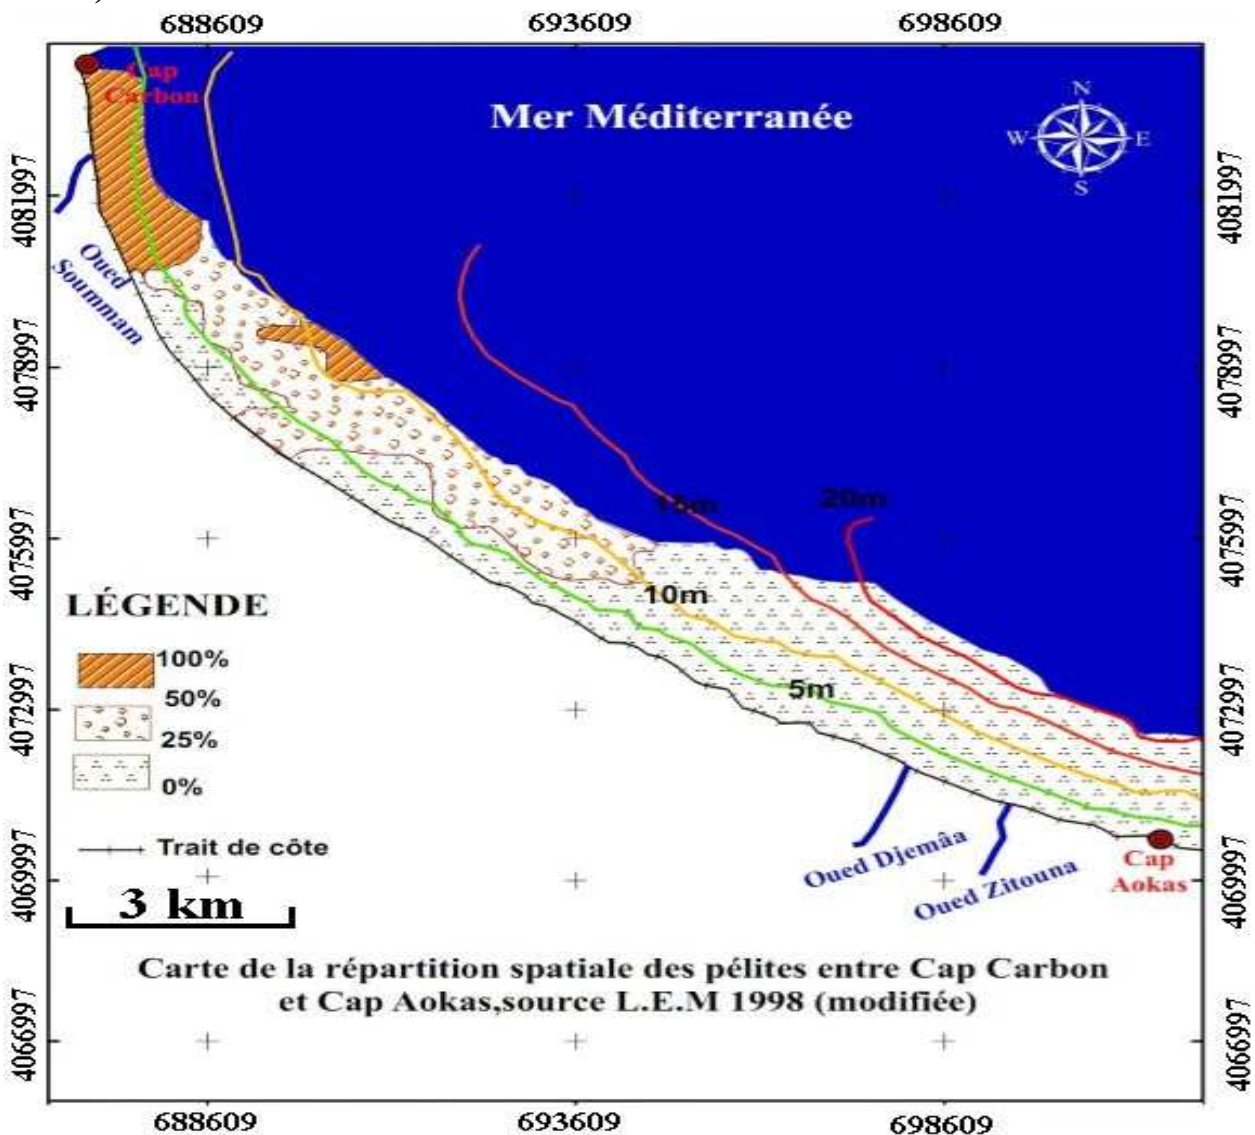 688609 693609 698609
Cap
Carbon
Mer Méditerranée
N
W E
S
4081997 4081997
Oued
Soummam
4078997 4078997
15m 20m
4075997 4075997
10m
LÉGENDE
100%
50%
25%
0%
5m
4072997 4072997
Trait de côte
Oued Djemâa
Oued Zitouna
Cap
Aokas
4069997 4069997
3 km
Carte de la répartition spatiale des pélites entre Cap Carbon
et Cap Aokas,source L.E.M 1998 (modifiée)
4066997 4066997
688609 693609 698609